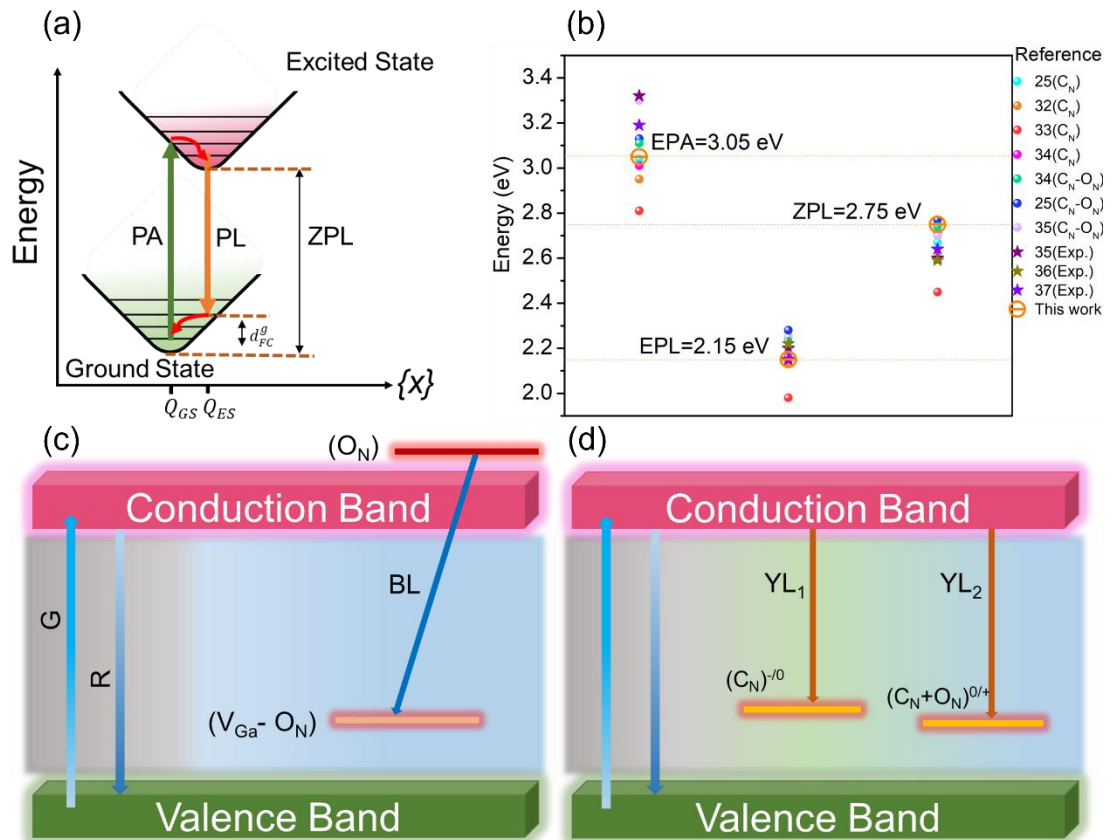 (a)
Excited State
Energy
PA
PL
ZPL
d^g_FC
Ground State
Q_GS
Q_ES
{x}
(b)
Energy (eV)
3.4
3.2
3.0
2.8
2.6
2.4
2.2
2.0
EPA=3.05 eV
ZPL=2.75 eV
EPL=2.15 eV
Reference
25(C_N)
32(C_N)
33(C_N)
34(C_N)
34(C_N-O_N)
25(C_N-O_N)
35(C_N-O_N)
35(Exp.)
36(Exp.)
37(Exp.)
This work
(c)
(O_N)
Conduction Band
G
R
BL
(V_Ga- O_N)
Valence Band
(d)
Conduction Band
YL_1
YL_2
(C_N)^-/0
(C_N+O_N)^0/+
Valence Band